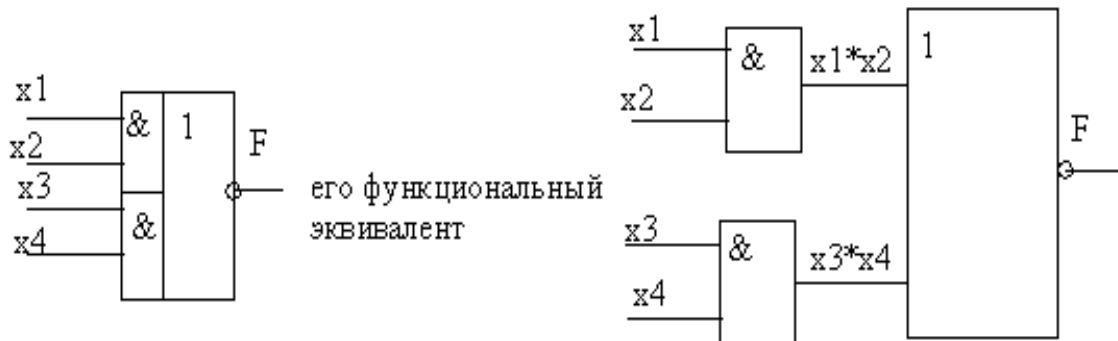 x1
&
1
x2
F
x3
&
x4
его функциональный
эквивалент
x1
&
x1*x2
1
x2
F
x3
&
x3*x4
x4